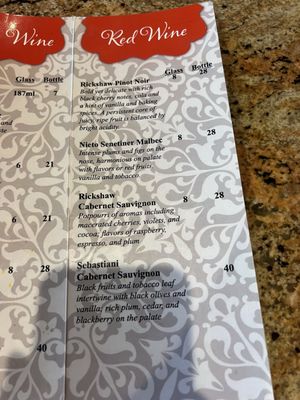 Wine
Glass Bottle
187ml 7
6 21
6 21
8 28
40
Red Wine
Glass Bottle
Rickshaw Pinot Noir 8 28
Bold yet delicate with rich
black cherry notes, cola and
a hint of vanilla and baking
spices. A persistent core of
juicy, ripe fruit is balanced by
bright acidity.
Nieto Senetiner Malbec 8 28
Intense plums and figs on the
nose, harmonious on palate
with flavors or red fruits,
vanilla and tobacco.
Rickshaw
Cabernet Sauvignon 8 28
Potpourri of aromas including
macerated cherries, violets, and
cocoa; flavors of raspberry,
espresso, and plum
Sebastiani
Cabernet Sauvignon 40
Black fruits and tobacco leaf
intertwine with black olives and
vanilla; rich plum, cedar, and
blackberry on the palate